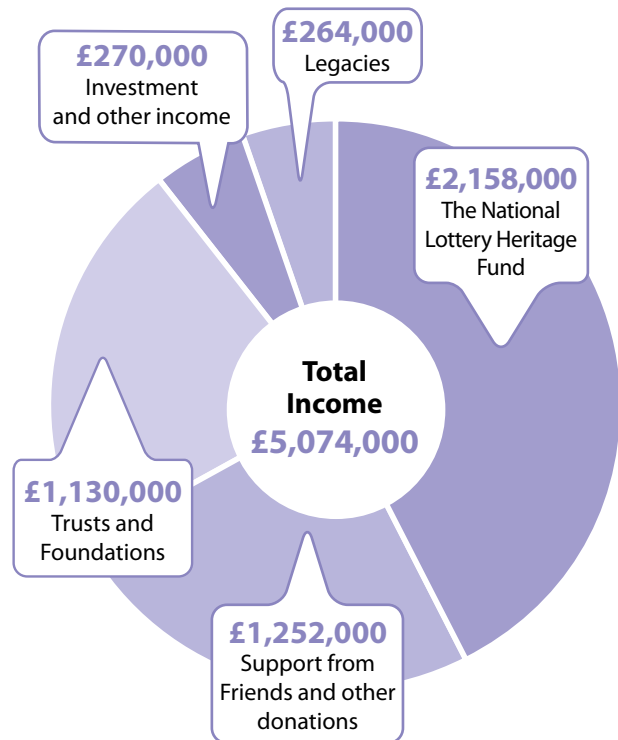 £270,000
Investment
and other income
£264,000
Legacies
£2,158,000
The National
Lottery Heritage
Fund
Total
Income
£5,074,000
£1,130,000
Trusts and
Foundations
£1,252,000
Support from
Friends and other
donations